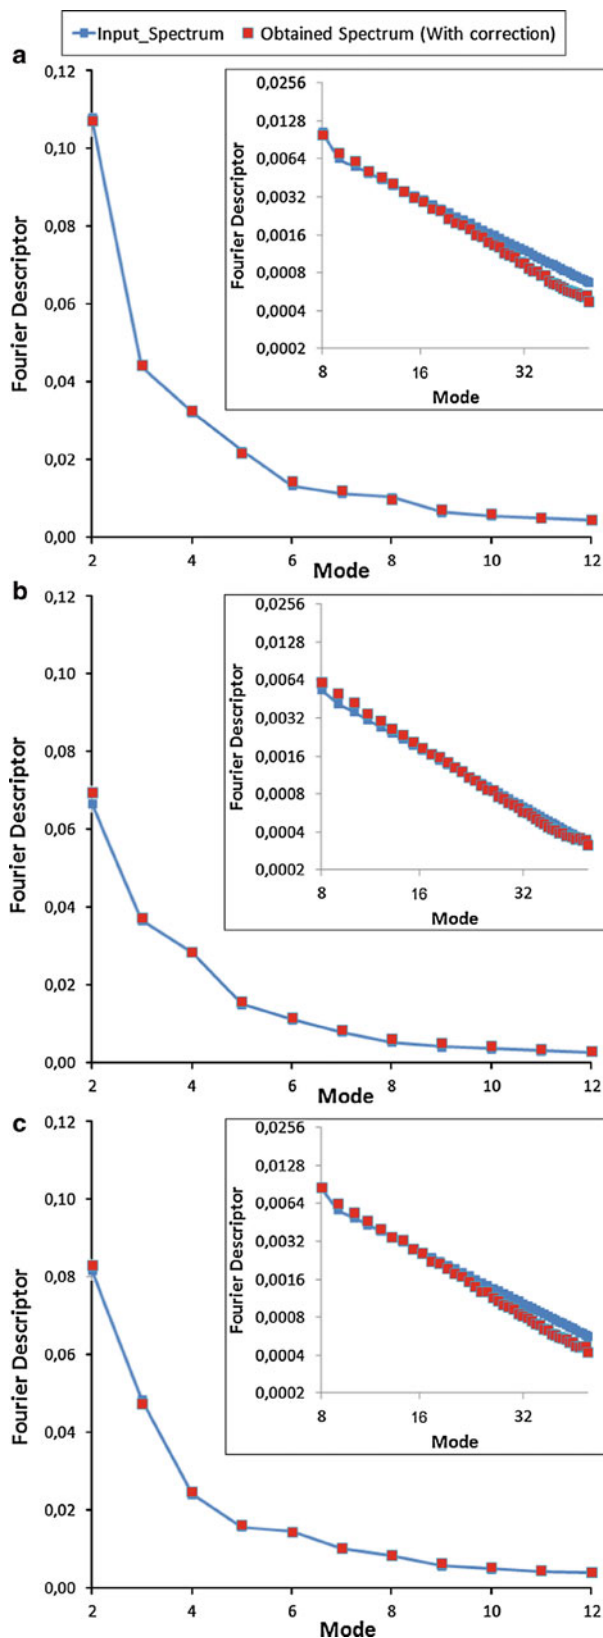 Input_Spectrum Obtained Spectrum (With correction)
a
0,12
0,10
0,08
0,06
0,04
0,02
0,00
Fourier Descriptor
2 4 6 8 10 12
Mode
0,0256
0,0128
0,0064
0,0032
0,0016
0,0008
0,0004
0,0002
Fourier Descriptor
8 16 32
Mode
b
0,12
0,10
0,08
0,06
0,04
0,02
0,00
Fourier Descriptor
2 4 6 8 10 12
Mode
0,0256
0,0128
0,0064
0,0032
0,0016
0,0008
0,0004
0,0002
Fourier Descriptor
8 16 32
Mode
c
0,12
0,10
0,08
0,06
0,04
0,02
0,00
Fourier Descriptor
2 4 6 8 10 12
Mode
0,0256
0,0128
0,0064
0,0032
0,0016
0,0008
0,0004
0,0002
Fourier Descriptor
8 16 32
Mode